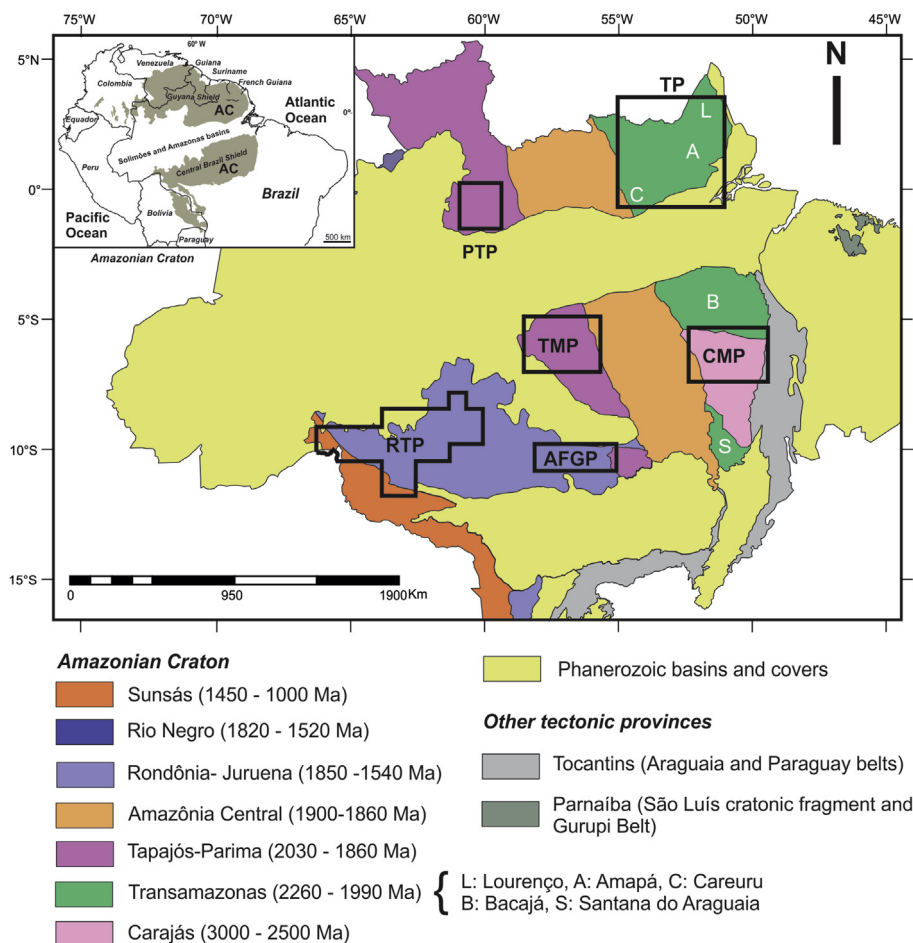 75°W 70°W 65°W 60°W 55°W 50°W 45°W
5°N
0°
5°S
10°S
15°S
60° W
Venezuela
Guiana
Suriname
French Guiana
Colombia
Guyana Shield
AC
Equador
Atlantic
Ocean
0°
Solimões and Amazonas basins
Peru
Central Brazil Shield
AC
Brazil
Bolivia
Pacific
Ocean
Paraguay
500 km
Amazonian Craton
N
TP
L
A
C
PTP
B
TMP
CMP
RTP
AFGP
S
0 950 1900Km
Amazonian Craton
Sunsás (1450 - 1000 Ma)
Rio Negro (1820 - 1520 Ma)
Rondônia- Juruena (1850 -1540 Ma)
Amazônia Central (1900-1860 Ma)
Tapajós-Parima (2030 - 1860 Ma)
Transamazonas (2260 - 1990 Ma) { L: Lourenço, A: Amapá, C: Careuru
B: Bacajá, S: Santana do Araguaia
Carajás (3000 - 2500 Ma)
Phanerozoic basins and covers
Other tectonic provinces
Tocantins (Araguaia and Paraguay belts)
Parnaíba (São Luís cratonic fragment and
Gurupi Belt)